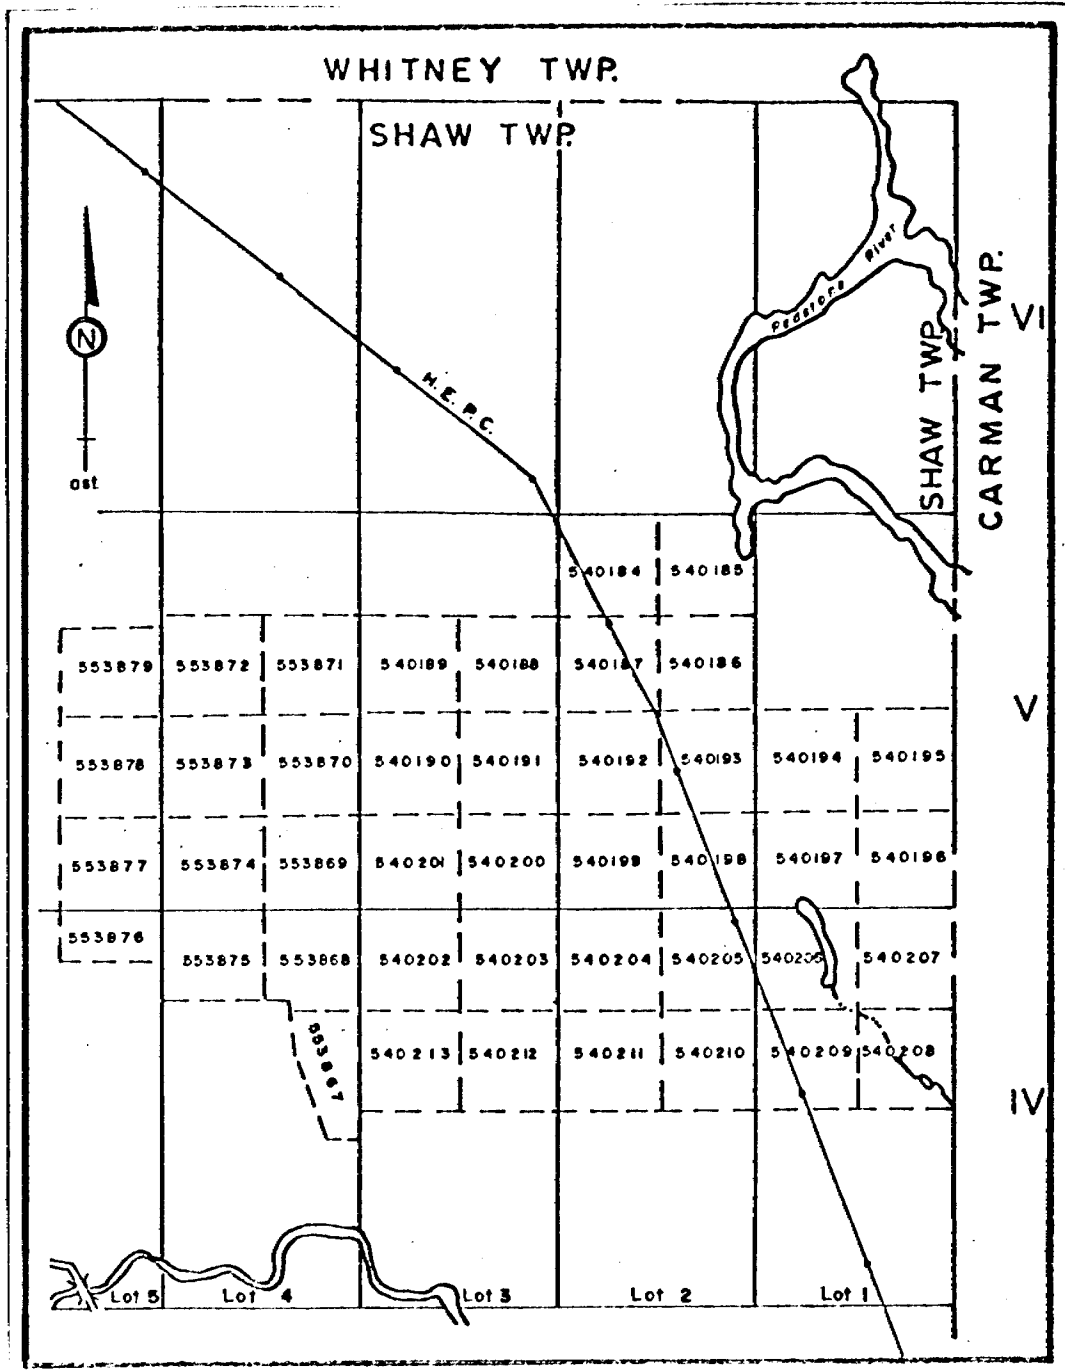 WHITNEY TWP.
SHAW TWP.
River
SHAW TWP.
CARMAN TWP.
VI
N
H. E. P. C.
ast.
540184 540185
553879 553872 553871 540189 540188 540187 540186
V
553878 553873 553870 540190 540191 540192 540193 540194 540195
553877 553874 553869 540201 540200 540199 540198 540197 540196
553876
553875 553868 540202 540203 540204 540205 540207
553867
540213 540212 540211 540210 540209 540208
IV
Lot 5 Lot 4 Lot 3 Lot 2 Lot 1